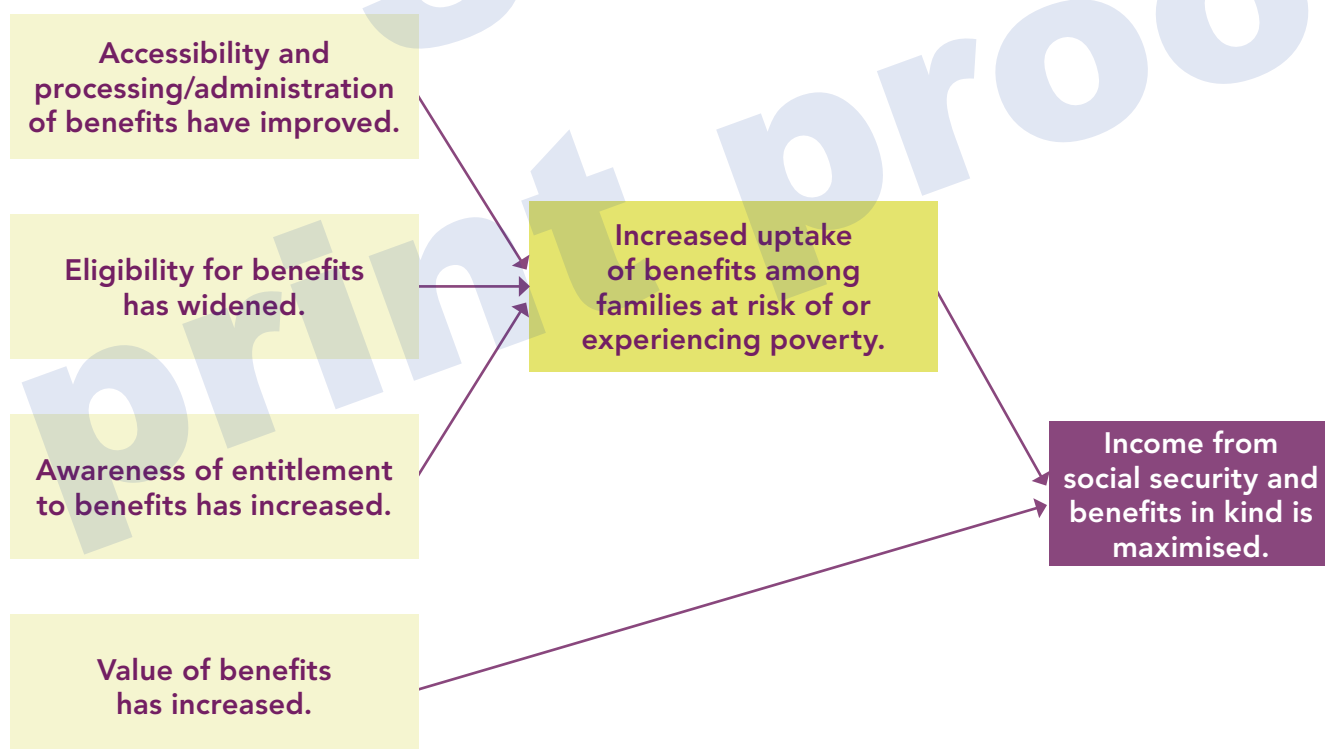 Accessibility and
processing/administration
of benefits have improved.
Eligibility for benefits
has widened.
Awareness of entitlement
to benefits has increased.
Value of benefits
has increased.
Increased uptake
of benefits among
families at risk of or
experiencing poverty.
Income from
social security and
benefits in kind is
maximised.
print proo